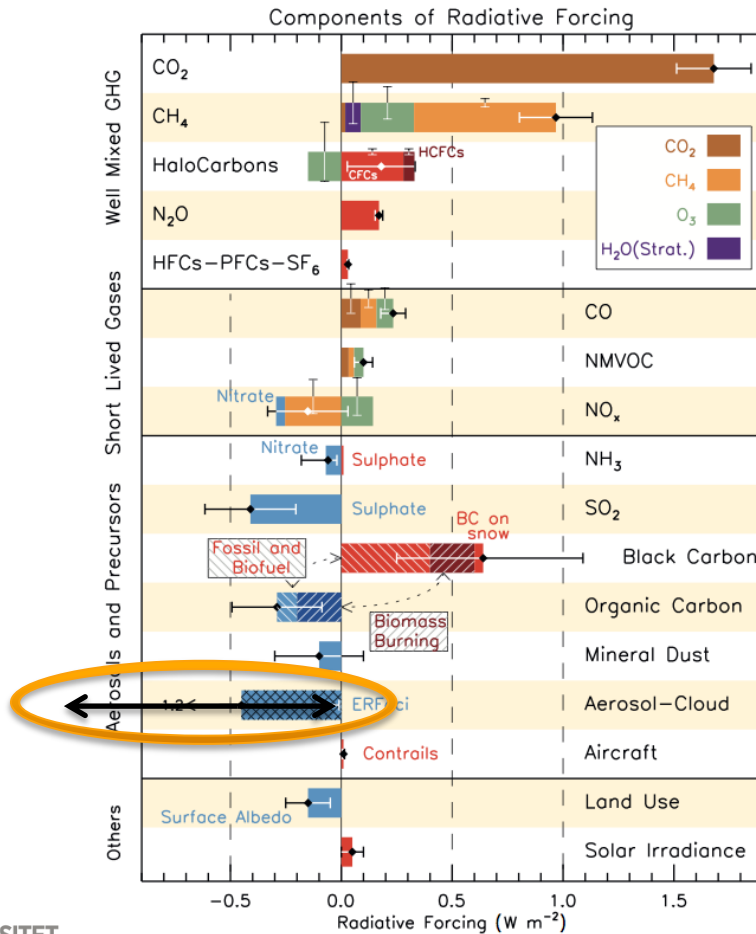 Components of Radiative Forcing
Well Mixed GHG
CO₂
CH₄
HaloCarbons
CFCs
HCFCs
N₂O
HFCs-PFCs-SF₆
CO₂
CH₄
O₃
H₂O(Strat.)
Short Lived Gases
CO
NMVOC
Nitrate
NOₓ
Aerosols and Precursors
Nitrate
Sulphate
NH₃
Sulphate
SO₂
BC on
snow
Fossil and
Biofuel
Black Carbon
Organic Carbon
Biomass
Burning
Mineral Dust
-1.2<
Aerosol-Cloud
Contrails
Aircraft
Others
Land Use
Surface Albedo
Solar Irradiance
-0.5 0.0 0.5 1.0 1.5
Radiative Forcing (W m⁻²)